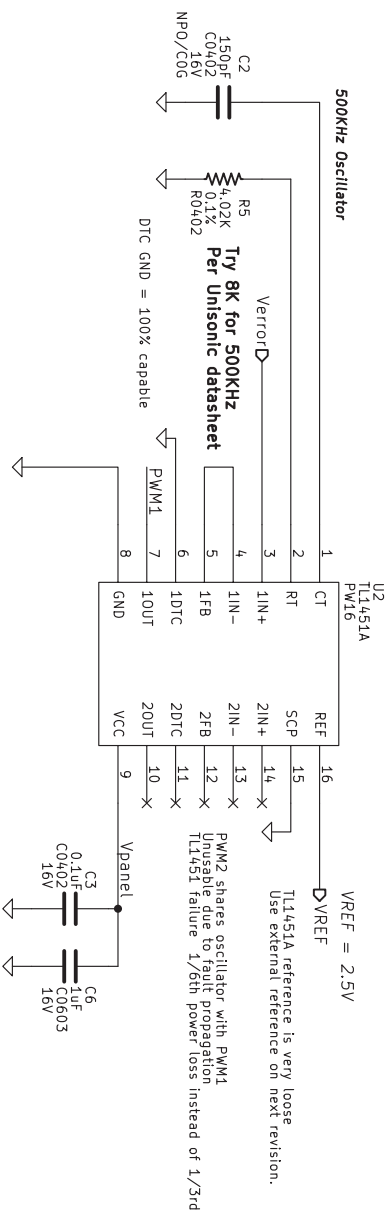 500KHz Oscillator
C2
150pF
C0402
16V
NPO/C0G
R5
4.02K
0.1%
R0402
Try 8K for 500KHz
Per Unisonic datasheet
Verror
DTC GND = 100% capable
PWM1
U2
TL1451A
PW16
1 CT REF 16
2 RT SCP 15
3 1IN+ 2IN+ 14
4 1IN- 2IN- 13
5 1FB 2FB 12
6 1DTC 2DTC 11
7 1OUT 2OUT 10
8 GND VCC 9
VREF = 2.5V
VREF
TL1451A reference is very loose
Use external reference on next revision.
PWM2 shares oscillator with PWM1
Unusable due to fault propagation
TL1451 failure 1/6th power loss instead of 1/3rd
Vpanel
C3
0.1uF
C0402
16V
C6
1uF
C0603
16V